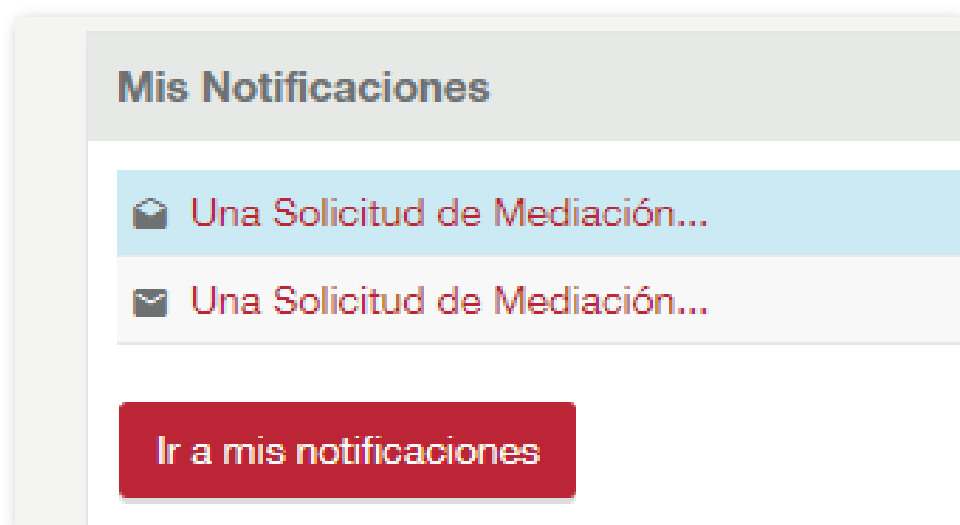 Mis Notificaciones
Una Solicitud de Mediación...
Una Solicitud de Mediación...
Ir a mis notificaciones